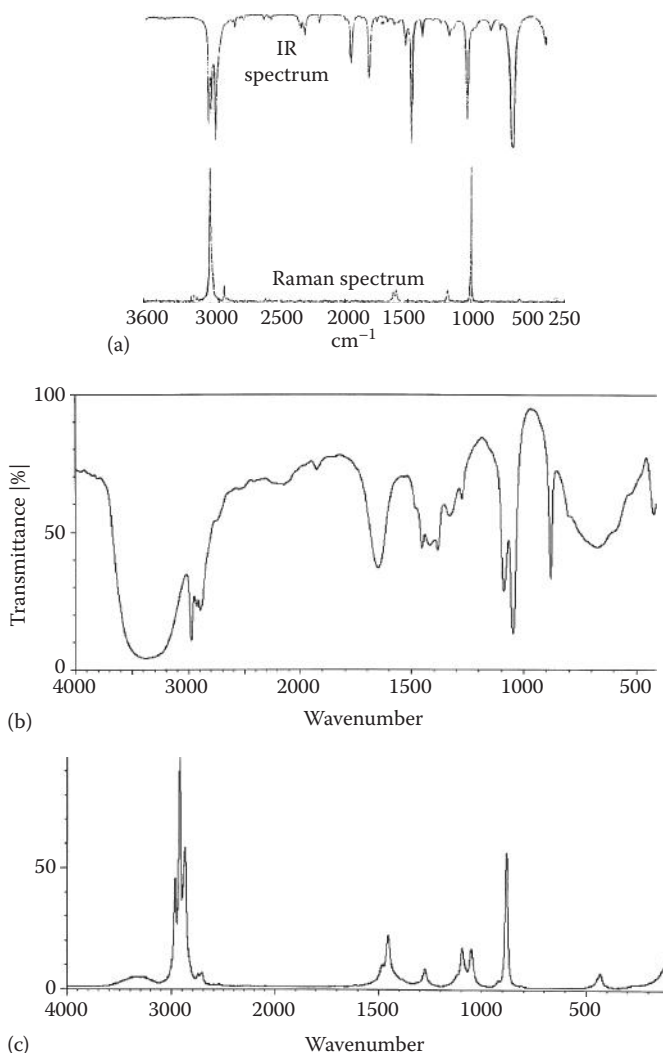 IR
spectrum
Raman spectrum
3600 3000 2500 2000 1500 1000 500 250
cm⁻¹
(a)
100
50
0
Transmittance |%|
4000 3000 2000 1500 1000 500
Wavenumber
(b)
50
0
4000 3000 2000 1500 1000 500
Wavenumber
(c)